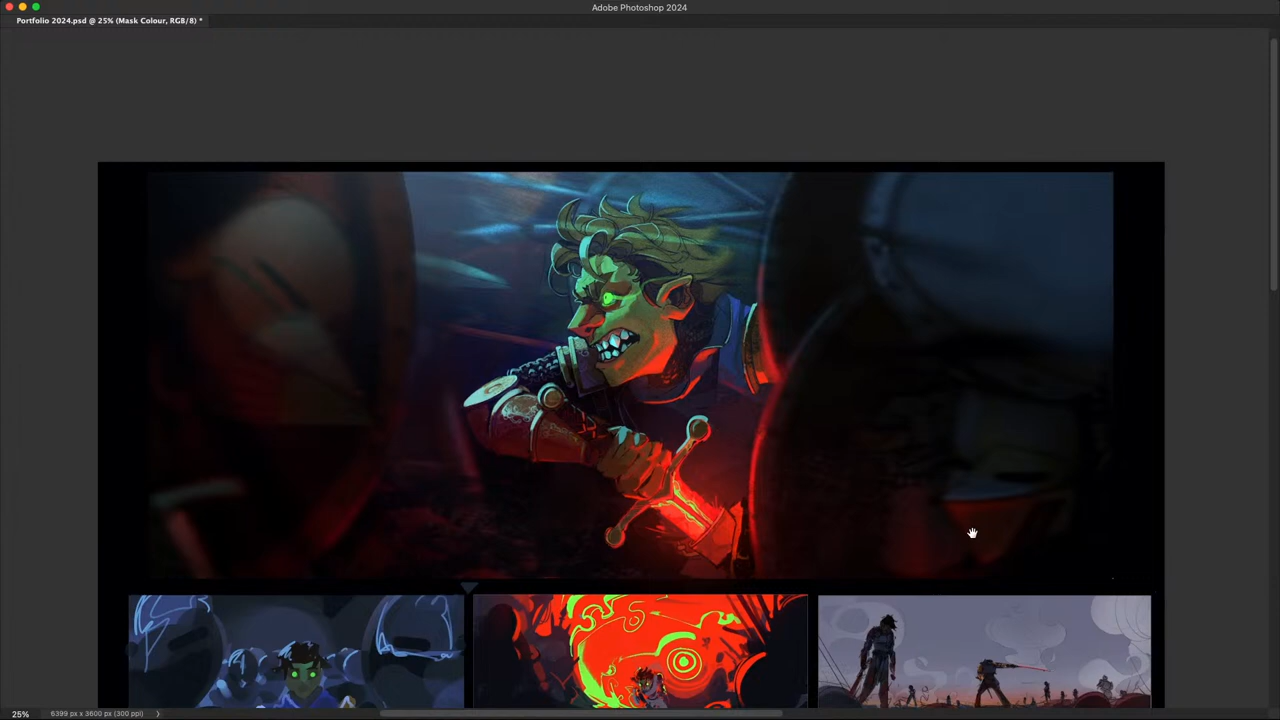 Adobe Photoshop 2024
Portfolio 2024.psd @ 25% (Mask Colour, RGB/8) *
25%
6399 px x 3600 px (300 ppi)